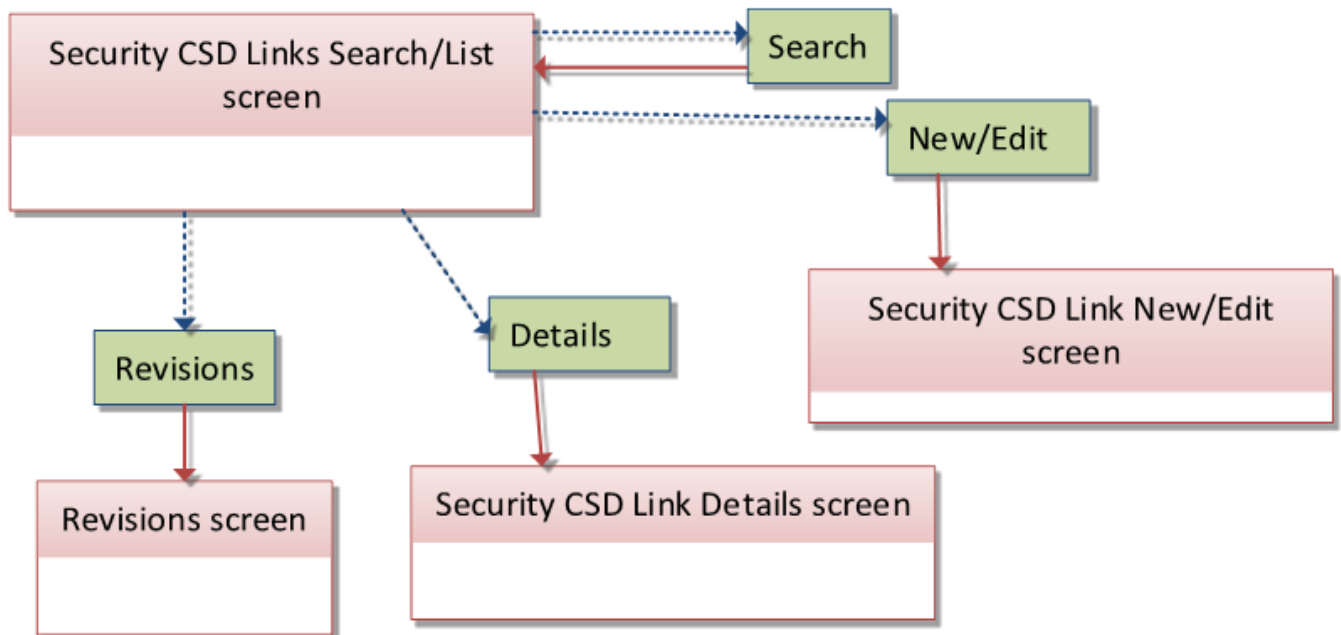 Security CSD Links Search/List
screen
Search
New/Edit
Security CSD Link New/Edit
screen
Details
Revisions
Security CSD Link Details screen
Revisions screen